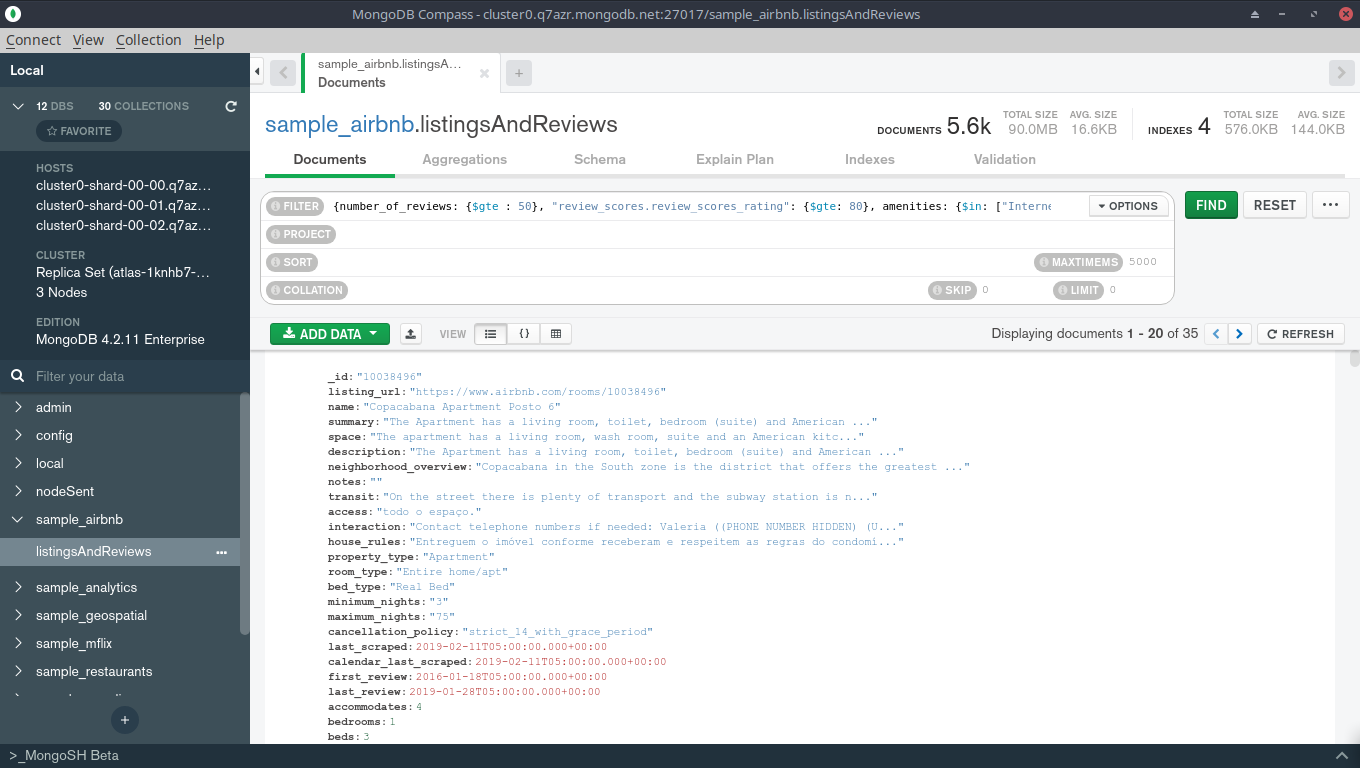 MongoDB Compass - cluster0.q7azr.mongodb.net:27017/sample_airbnb.listingsAndReviews
Connect View Collection Help
Local
12 DBS 30 COLLECTIONS
FAVORITE
HOSTS
cluster0-shard-00-00.q7az...
cluster0-shard-00-01.q7az...
cluster0-shard-00-02.q7az...
CLUSTER
Replica Set (atlas-1knhb7-...
3 Nodes
EDITION
MongoDB 4.2.11 Enterprise
Filter your data
admin
config
local
nodeSent
sample_airbnb
listingsAndReviews ...
sample_analytics
sample_geospatial
sample_mflix
sample_restaurants
+
sample_airbnb.listingsA...
Documents
+
sample_airbnb.listingsAndReviews
DOCUMENTS 5.6k TOTAL SIZE 90.0MB AVG. SIZE 16.6KB INDEXES 4 TOTAL SIZE 576.0KB AVG. SIZE 144.0KB
Documents Aggregations Schema Explain Plan Indexes Validation
FILTER {number_of_reviews: {$gte : 50}, "review_scores.review_scores_rating": {$gte: 80}, amenities: {$in: ["Interne OPTIONS FIND RESET ...
PROJECT
SORT MAXTIMEMS 5000
COLLATION SKIP 0 LIMIT 0
ADD DATA VIEW {} Displaying documents 1 - 20 of 35 < > REFRESH
_id: "10038496"
listing_url: "https://www.airbnb.com/rooms/10038496"
name: "Copacabana Apartment Posto 6"
summary: "The Apartment has a living room, toilet, bedroom (suite) and American ..."
space: "The apartment has a living room, wash room, suite and an American kitc..."
description: "The Apartment has a living room, toilet, bedroom (suite) and American ..."
neighborhood_overview: "Copacabana in the South zone is the district that offers the greatest ..."
notes: ""
transit: "On the street there is plenty of transport and the subway station is n..."
access: "todo o espaço."
interaction: "Contact telephone numbers if needed: Valeria ((PHONE NUMBER HIDDEN) (U..."
house_rules: "Entreguem o imóvel conforme receberam e respeitem as regras do condomí..."
property_type: "Apartment"
room_type: "Entire home/apt"
bed_type: "Real Bed"
minimum_nights: "3"
maximum_nights: "75"
cancellation_policy: "strict_14_with_grace_period"
last_scraped: 2019-02-11T05:00:00.000+00:00
calendar_last_scraped: 2019-02-11T05:00:00.000+00:00
first_review: 2016-01-18T05:00:00.000+00:00
last_review: 2019-01-28T05:00:00.000+00:00
accommodates: 4
bedrooms: 1
beds: 3
>_MongoSH Beta